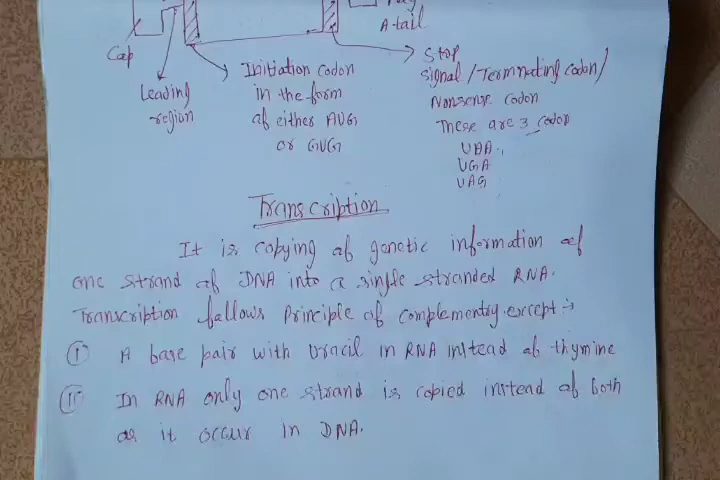 A-tail
Cap
Leading
region
Initiation codon
in the form
of either AUG
or GUG
Stop
signal / Termnating codon /
Nonsense codon
These are 3 codon
UAA
UGA
UAG
Transcription
It is copying of genetic information of
one strand of DNA into a single stranded RNA.
Transcription follows Principle of complementry except :-
(I) A base pair with Uracil in RNA instead of thymine
(II) In RNA only one strand is copied instead of both
as it occur in DNA.